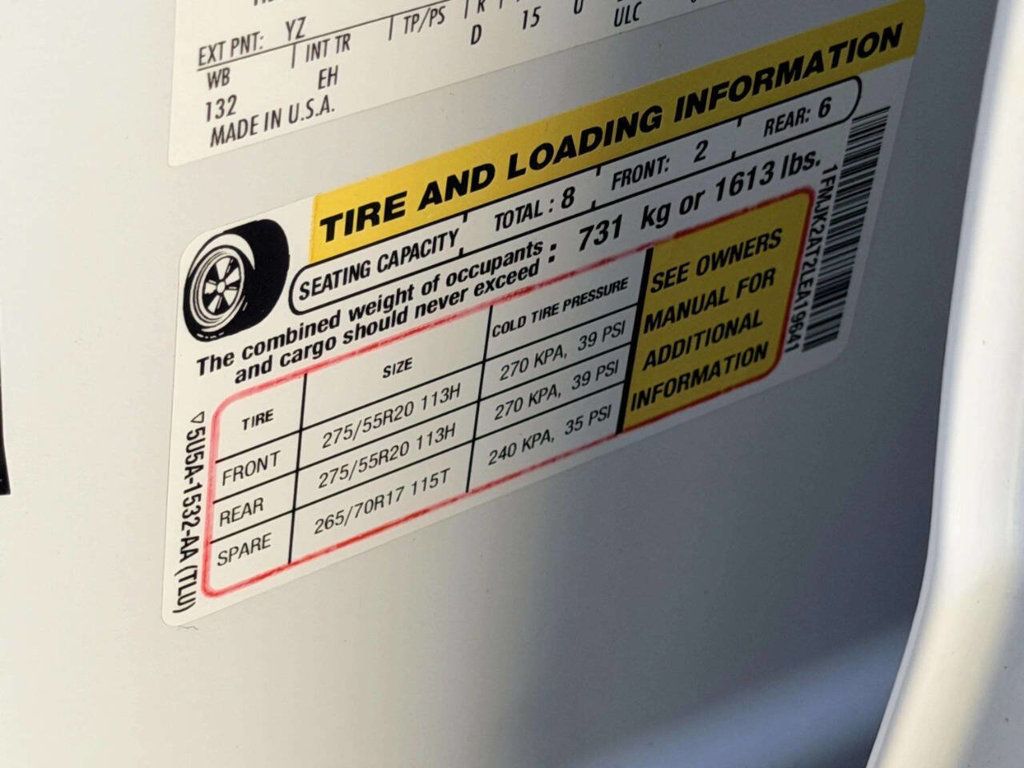 EXT PNT: YZ
WB INT TR TP/PS R
132 EH D 15 U ULC
MADE IN U.S.A.
TIRE AND LOADING INFORMATION
SEATING CAPACITY TOTAL : 8 FRONT: 2 REAR: 6
The combined weight of occupants
and cargo should never exceed : 731 kg or 1613 lbs.
TIRE SIZE COLD TIRE PRESSURE
FRONT 275/55R20 113H 270 KPA, 39 PSI
REAR 275/55R20 113H 270 KPA, 39 PSI
SPARE 265/70R17 115T 240 KPA, 35 PSI
SEE OWNERS
MANUAL FOR
ADDITIONAL
INFORMATION
5U5A-1532-AA (TLU)
1FMJK2AT2LEA19641